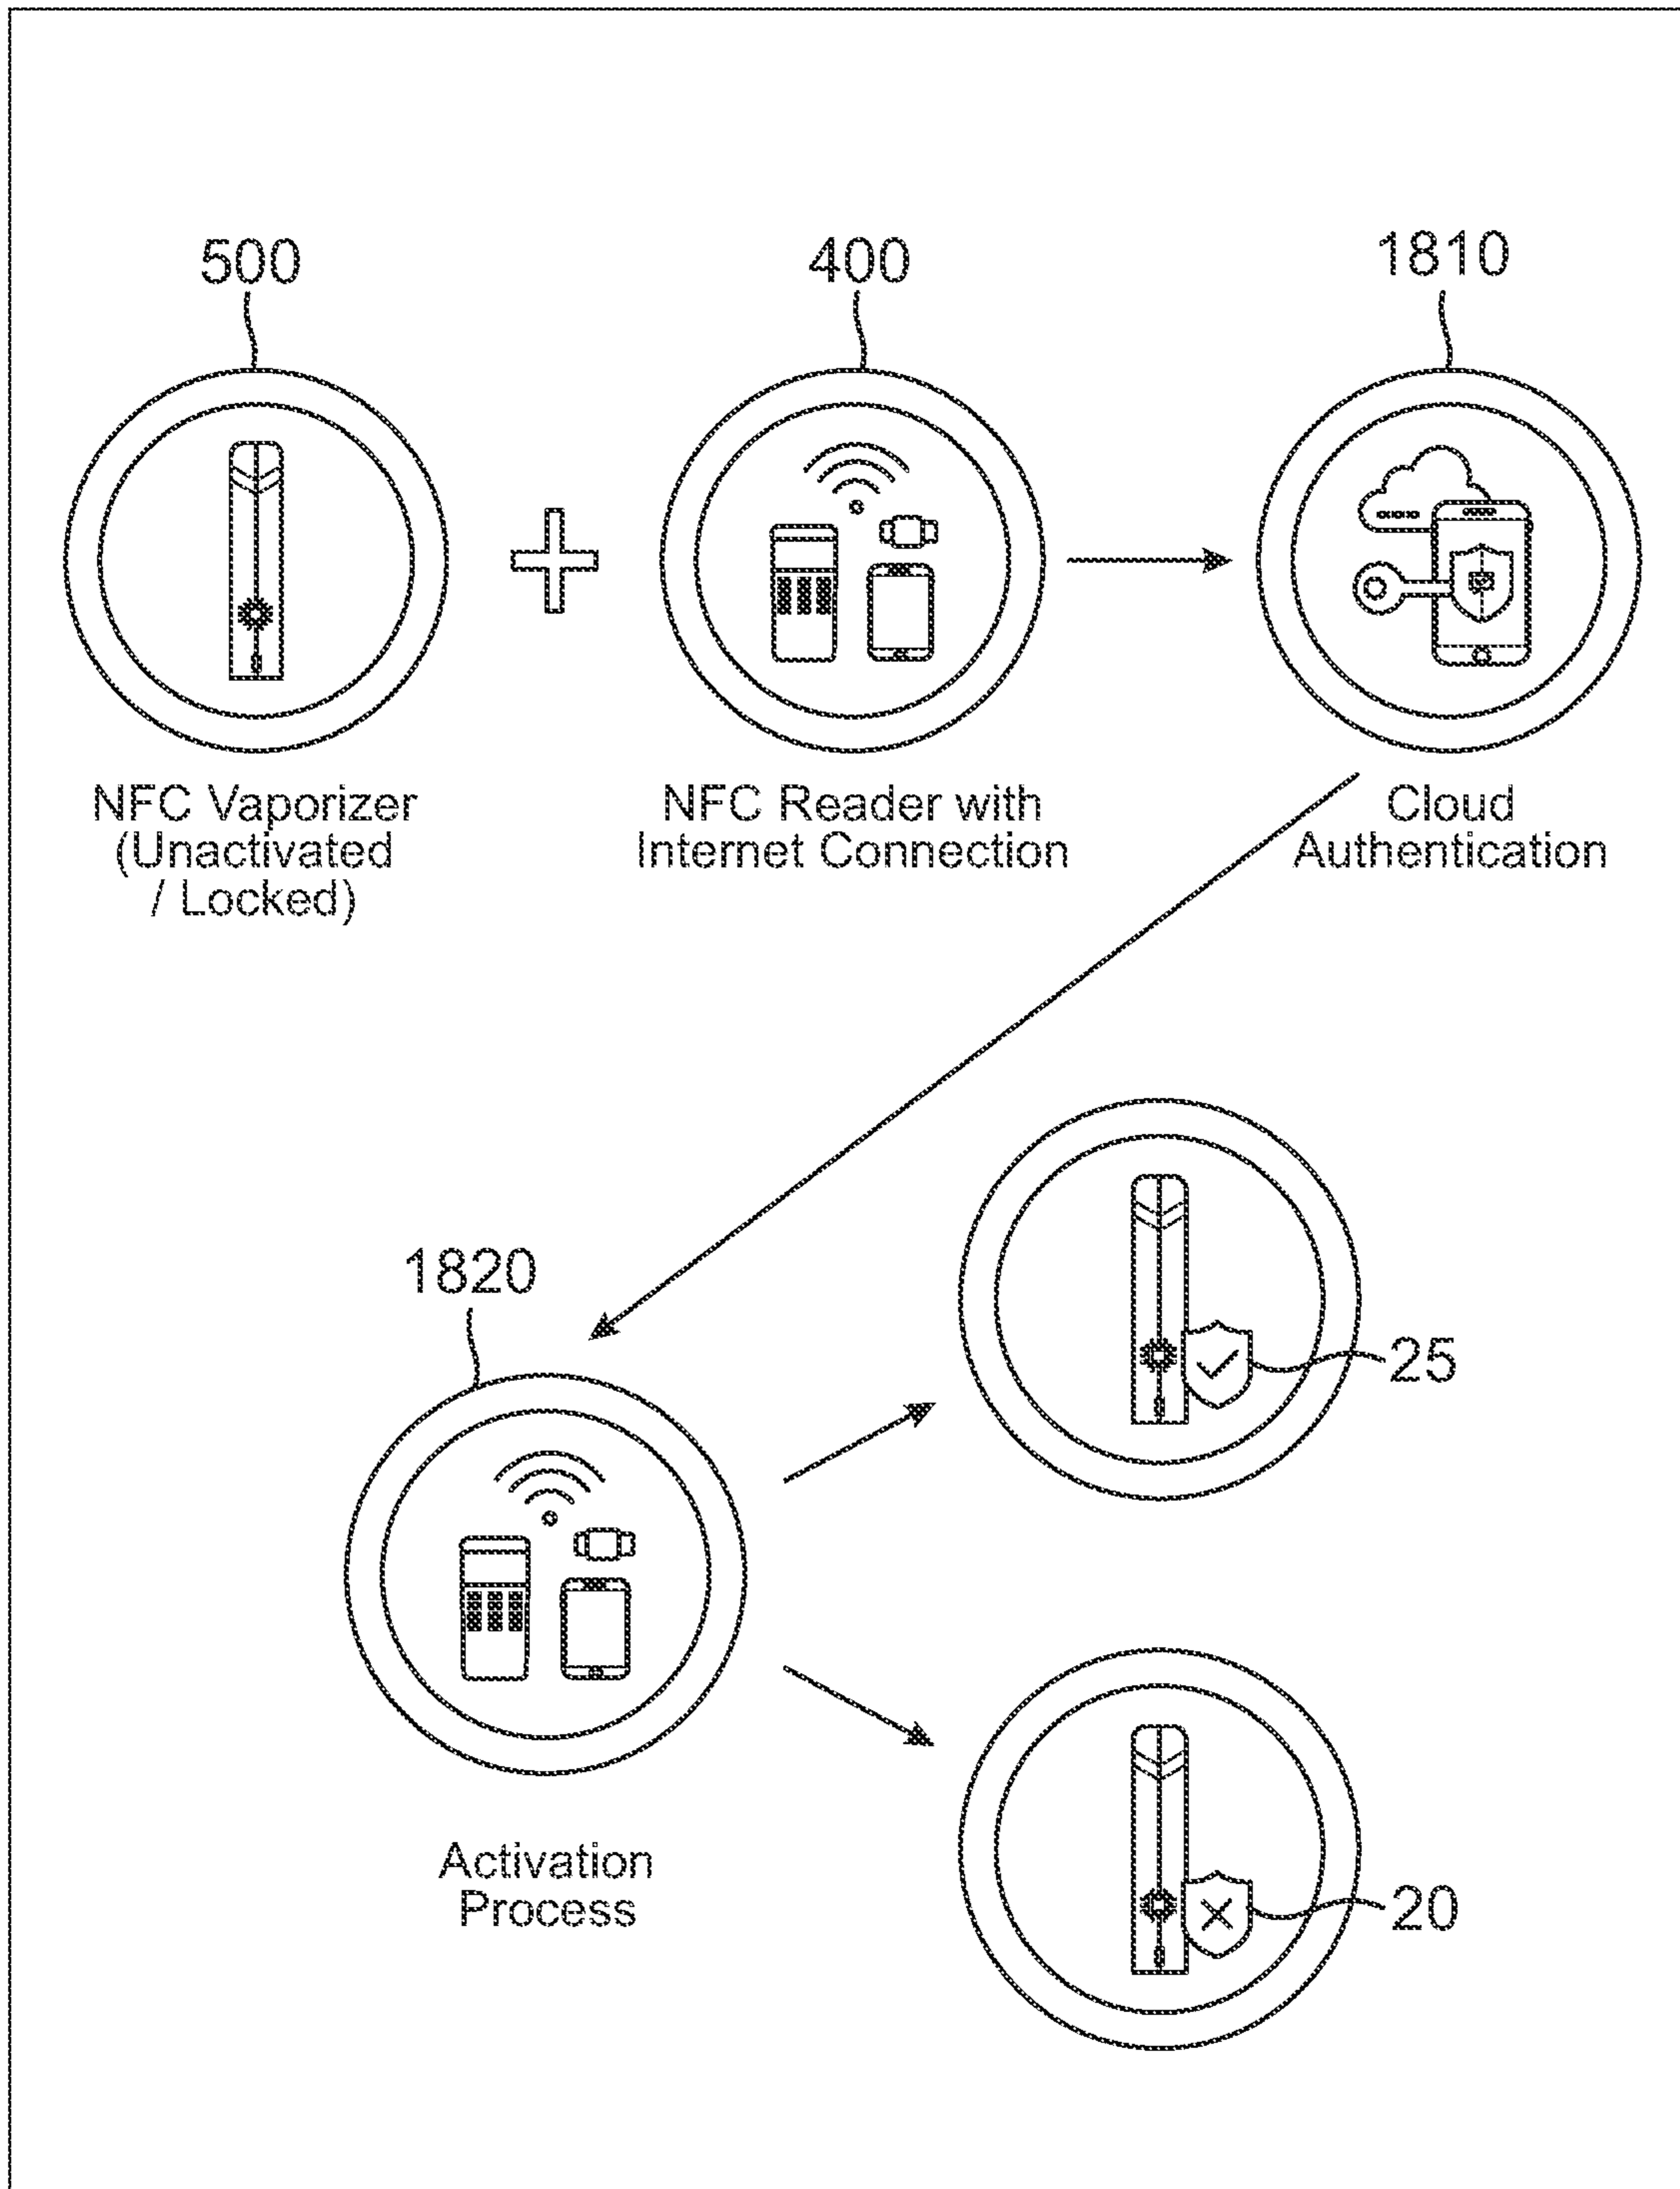 500
400
1810
NFC Vaporizer
(Unactivated
/ Locked)
NFC Reader with
Internet Connection
Cloud
Authentication
1820
25
Activation
Process
20